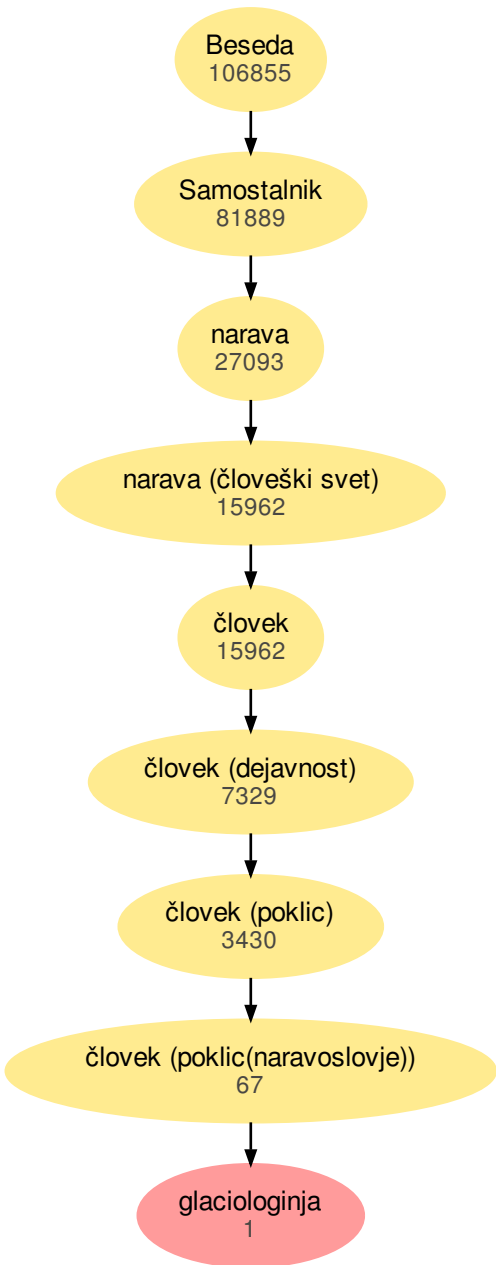 Beseda
106855
Samostalnik
81889
narava
27093
narava (človeški svet)
15962
človek
15962
človek (dejavnost)
7329
človek (poklic)
3430
človek (poklic(naravoslovje))
67
glaciologinja
1